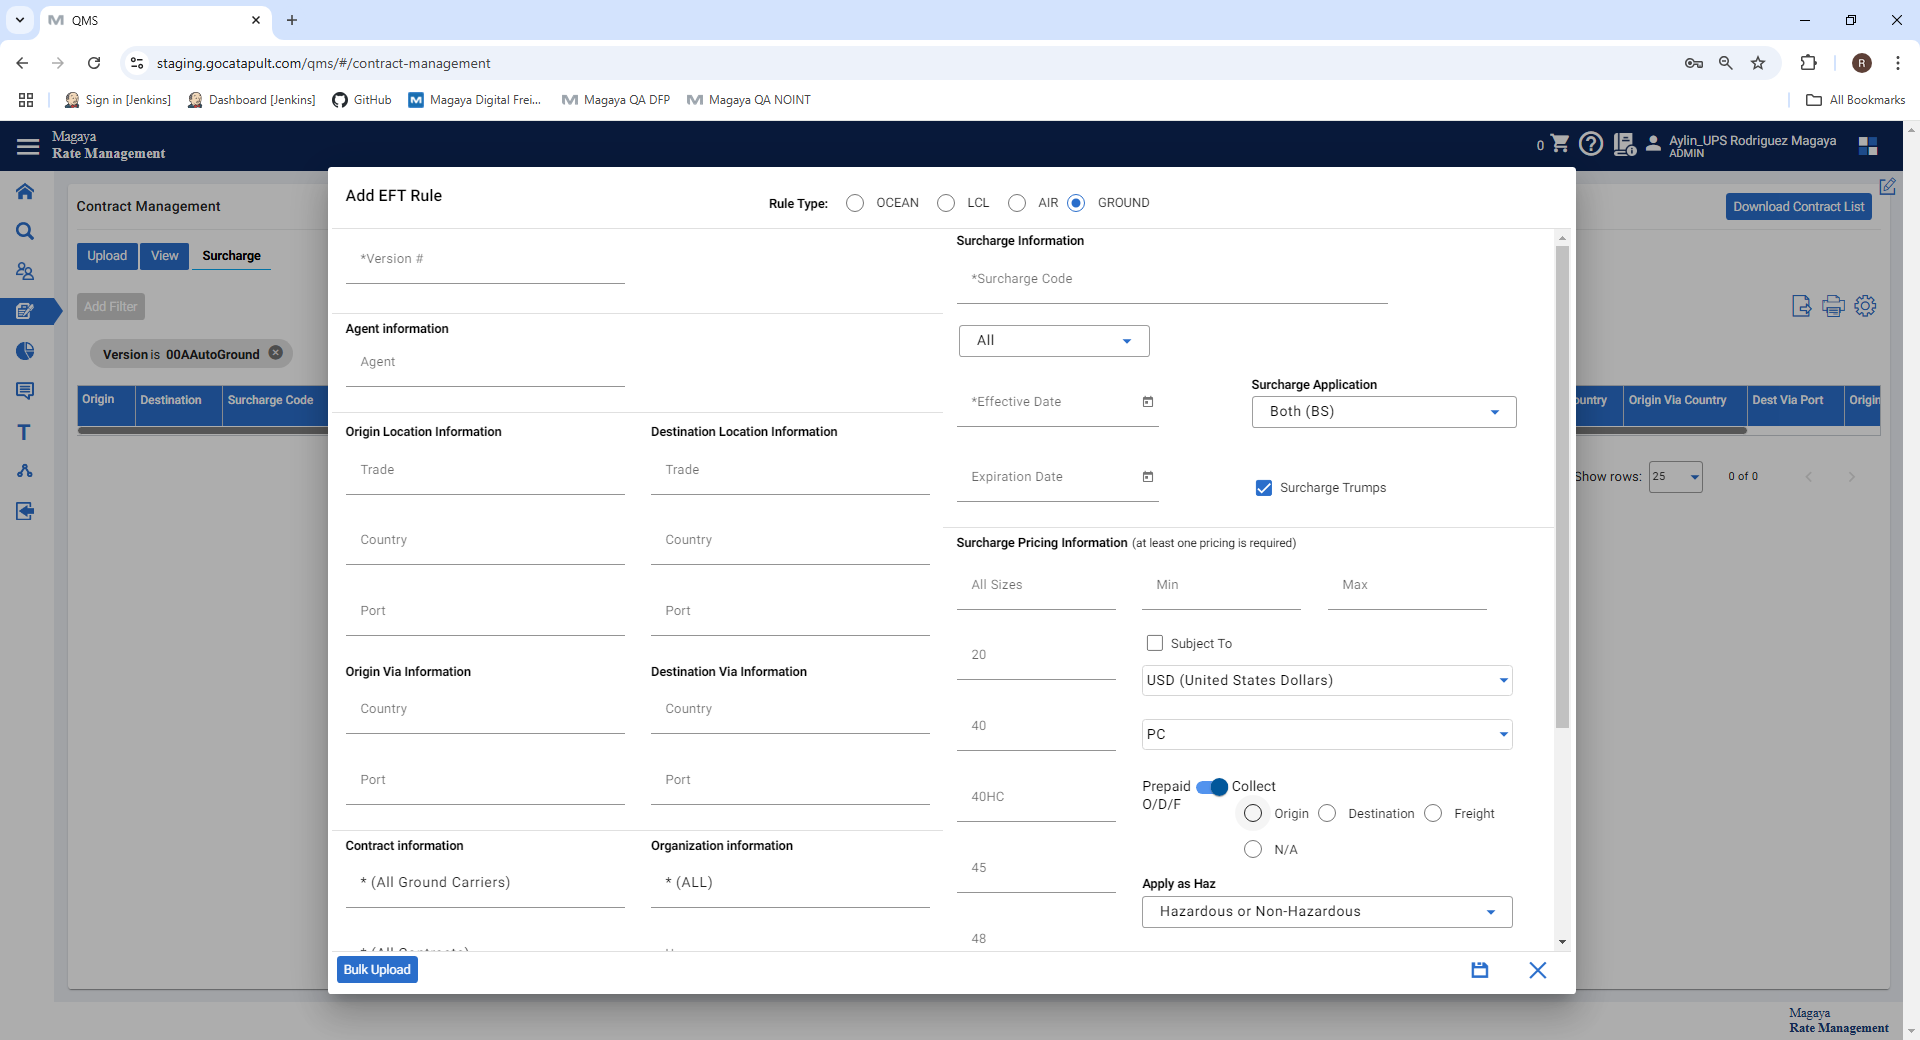 QMS
staging.gocatapult.com/qms/#/contract-management
R
Sign in [Jenkins]
Dashboard [Jenkins]
GitHub
Magaya Digital Frei...
Magaya QA DFP
Magaya QA NOINT
All Bookmarks
Magaya
Rate Management
0
Aylin_UPS Rodriguez Magaya
ADMIN
Contract Management
Download Contract List
Upload
View
Surcharge
Add Filter
Version is 00AAutoGround
Origin
Destination
Surcharge Code
ountry
Origin Via Country
Dest Via Port
Origin
Show rows:
25
0 of 0
Add EFT Rule
Rule Type:
OCEAN
LCL
AIR
GROUND
*Version #
Agent information
Agent
Origin Location Information
Destination Location Information
Trade
Trade
Country
Country
Port
Port
Origin Via Information
Destination Via Information
Country
Country
Port
Port
Contract information
Organization information
* (All Ground Carriers)
* (ALL)
* (All Contracts)
Surcharge Information
*Surcharge Code
All
*Effective Date
Surcharge Application
Both (BS)
Expiration Date
Surcharge Trumps
Surcharge Pricing Information (at least one pricing is required)
All Sizes
Min
Max
20
Subject To
USD (United States Dollars)
40
PC
40HC
Prepaid
Collect
O/D/F
Origin
Destination
Freight
N/A
45
Apply as Haz
Hazardous or Non-Hazardous
48
Bulk Upload
Magaya
Rate Management